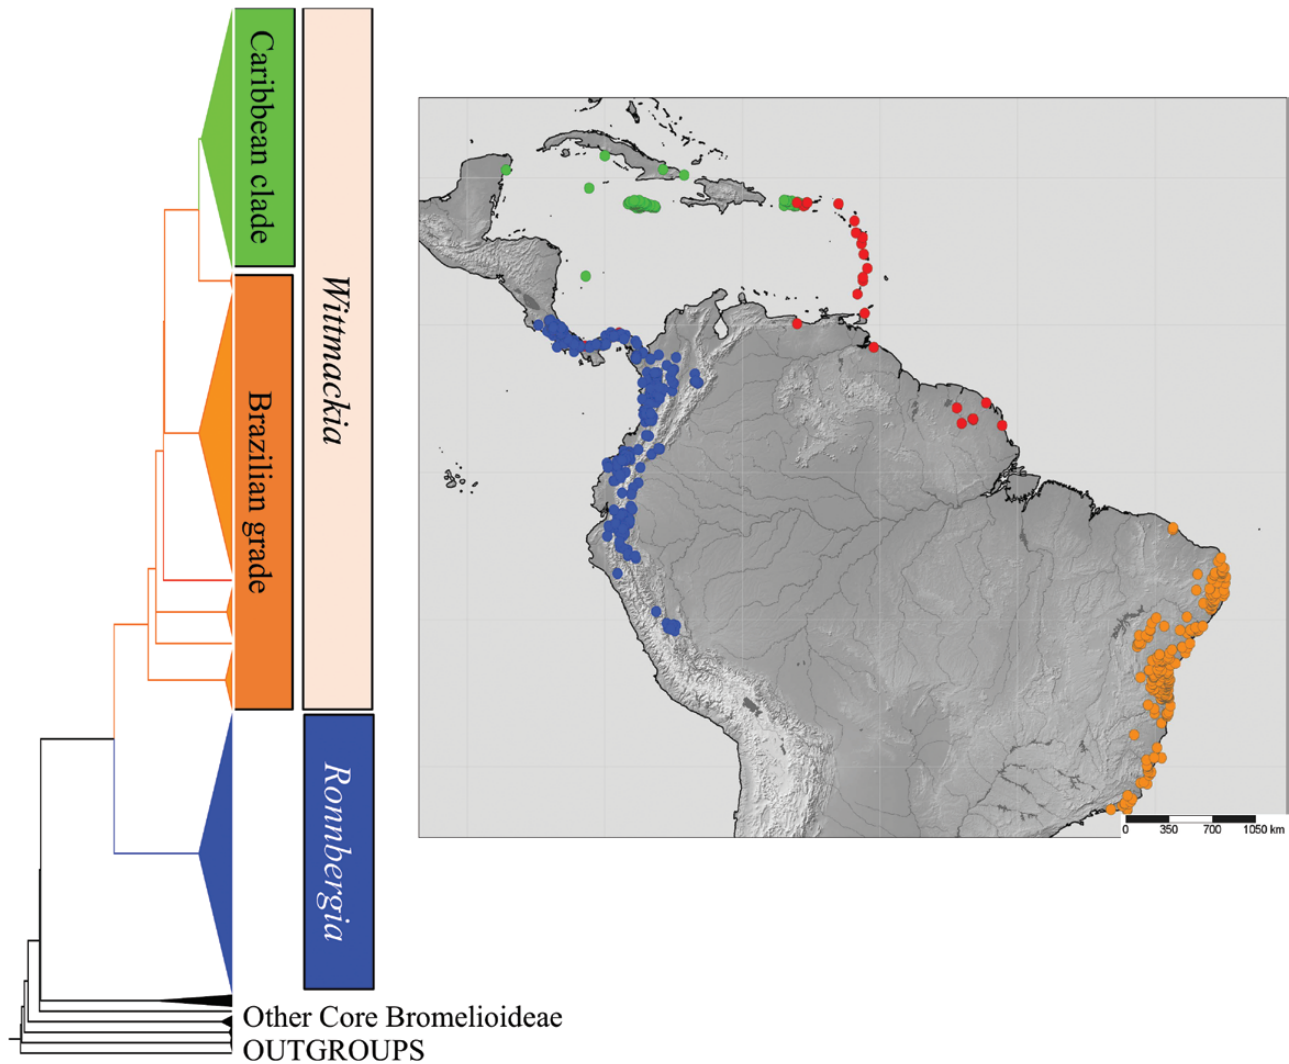 Caribbean clade
Wittmackia
Brazilian grade
Ronnbergia
Other Core Bromelioideae
OUTGROUPS
0 350 700 1050 km